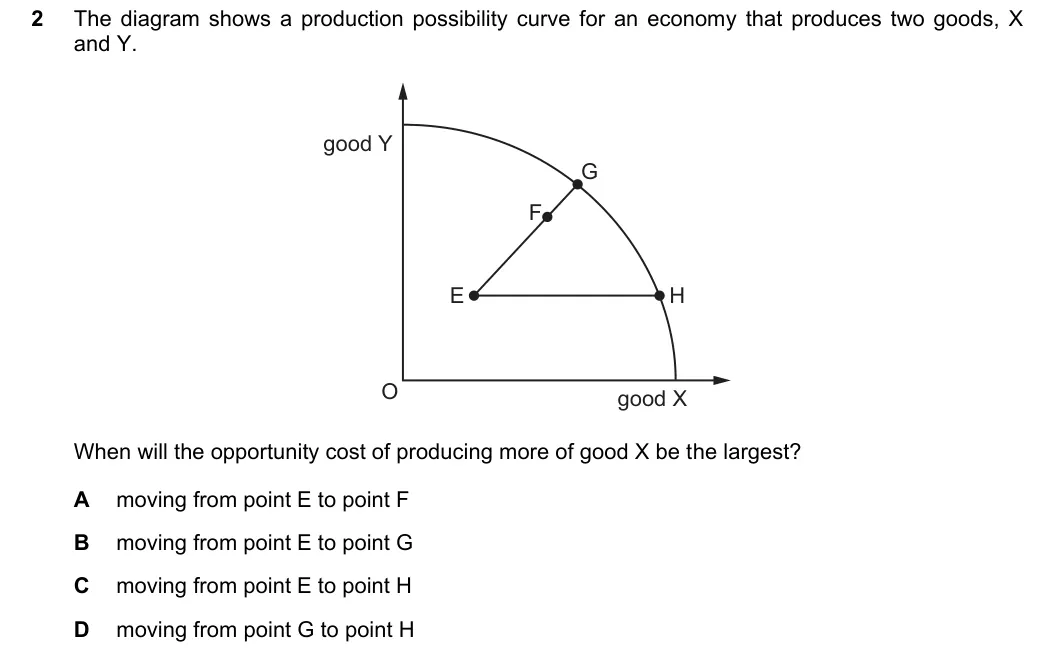 2 The diagram shows a production possibility curve for an economy that produces two goods, X
and Y.
good Y
G
F
E
H
O
good X
When will the opportunity cost of producing more of good X be the largest?
A moving from point E to point F
B moving from point E to point G
C moving from point E to point H
D moving from point G to point H